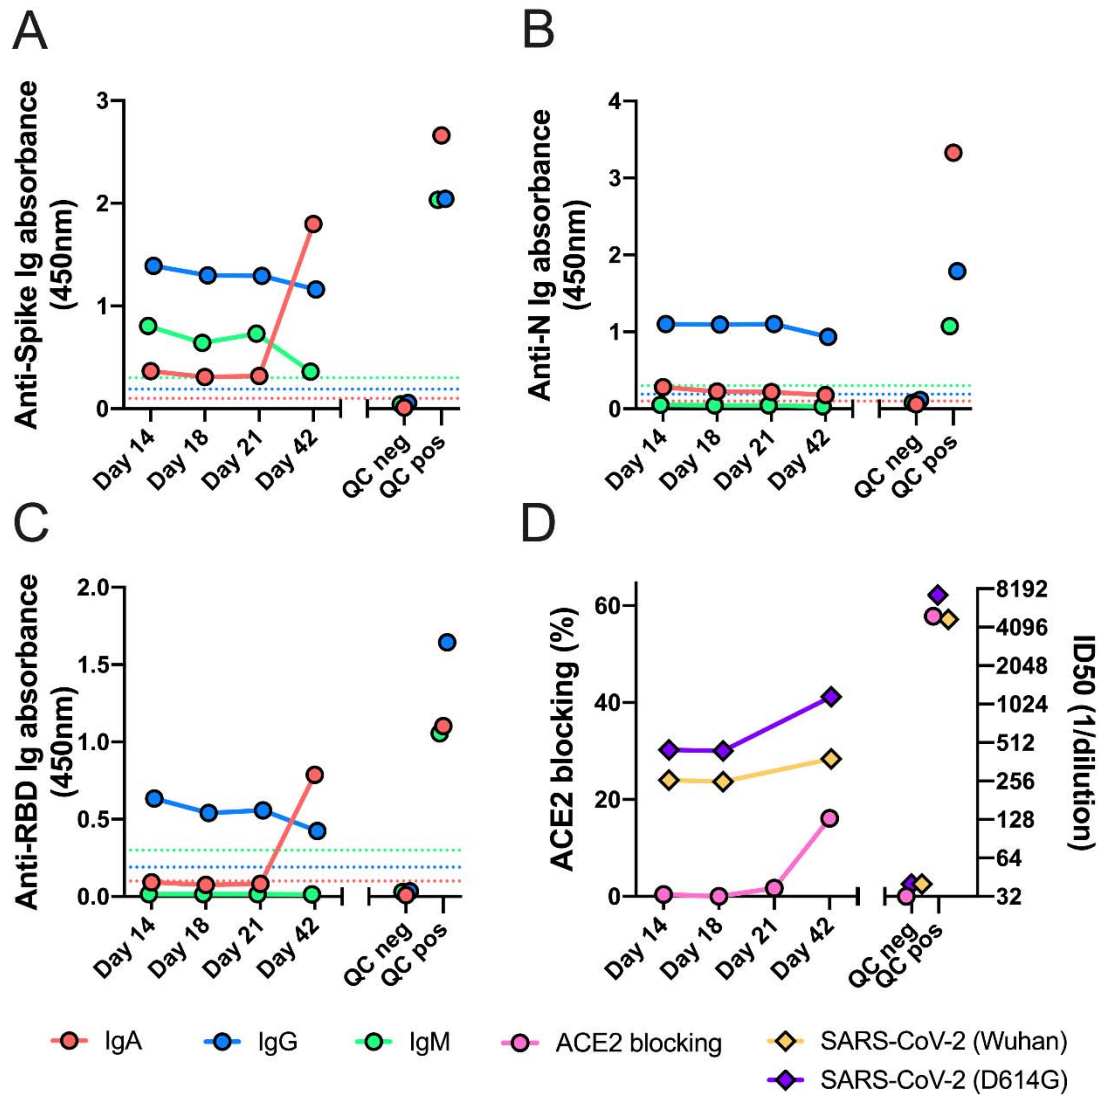 A
Anti-Spike Ig absorbance
(450nm)
3
2
1
0
Day 14
Day 18
Day 21
Day 42
QC neg
QC pos
B
Anti-N Ig absorbance
(450nm)
4
3
2
1
0
Day 14
Day 18
Day 21
Day 42
QC neg
QC pos
C
Anti-RBD Ig absorbance
(450nm)
2.0
1.5
1.0
0.5
0.0
Day 14
Day 18
Day 21
Day 42
QC neg
QC pos
D
ACE2 blocking (%)
60
40
20
0
Day 14
Day 18
Day 21
Day 42
QC neg
QC pos
8192
4096
2048
1024
512
256
128
64
32
ID50 (1/dilution)
IgA
IgG
IgM
ACE2 blocking
SARS-CoV-2 (Wuhan)
SARS-CoV-2 (D614G)